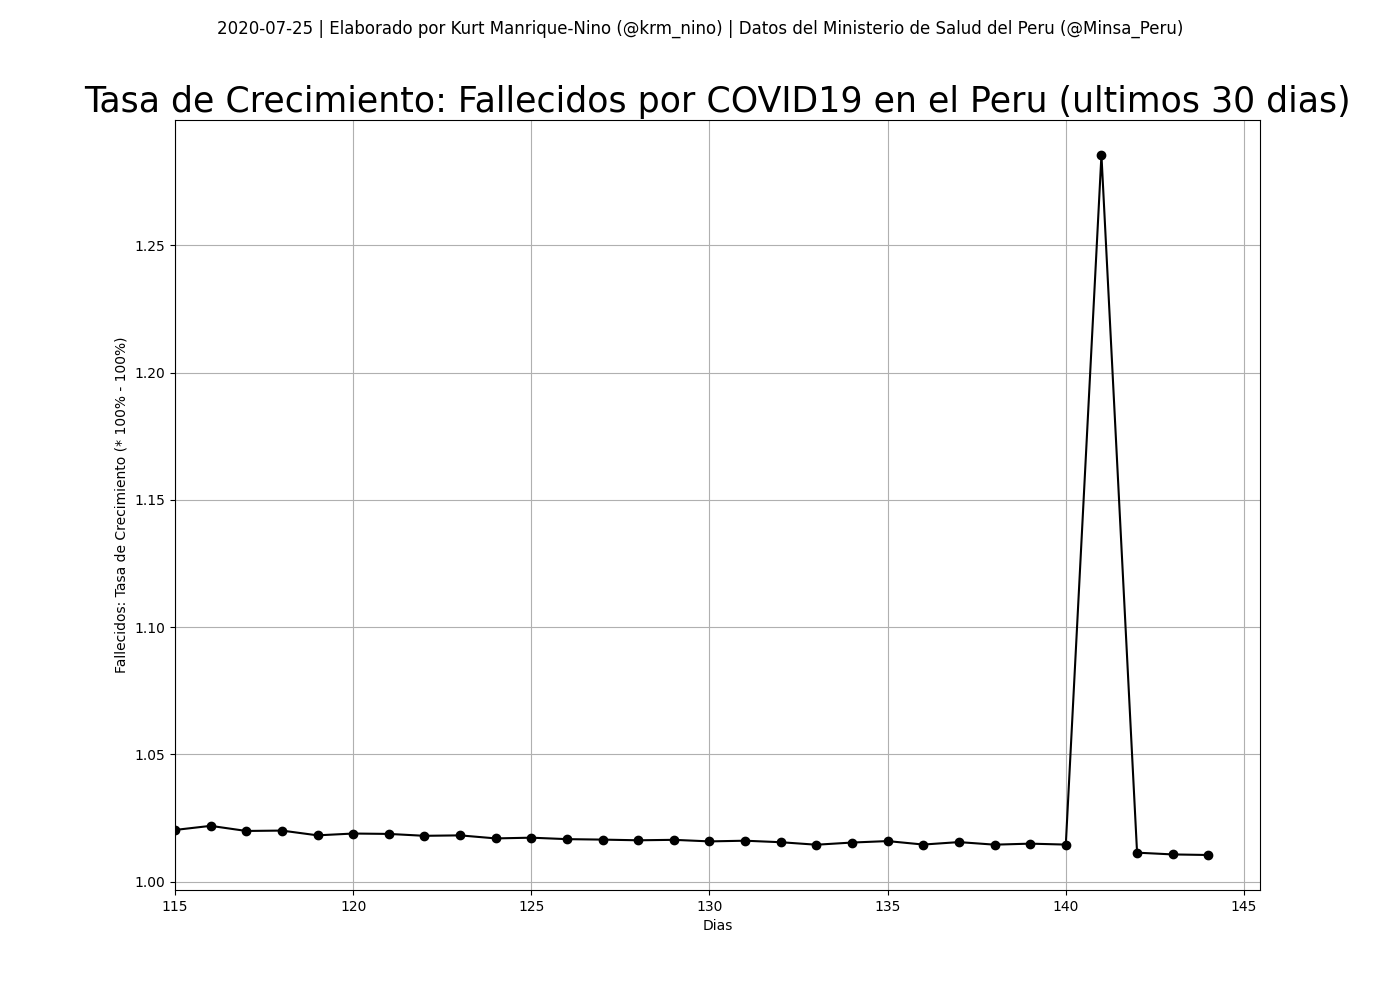 2020-07-25 | Elaborado por Kurt Manrique-Nino (@krm_nino) | Datos del Ministerio de Salud del Peru (@Minsa_Peru)
Tasa de Crecimiento: Fallecidos por COVID19 en el Peru (ultimos 30 dias)
Fallecidos: Tasa de Crecimiento (* 100% - 100%)
1.25
1.20
1.15
1.10
1.05
1.00
115 120 125 130 135 140 145
Dias